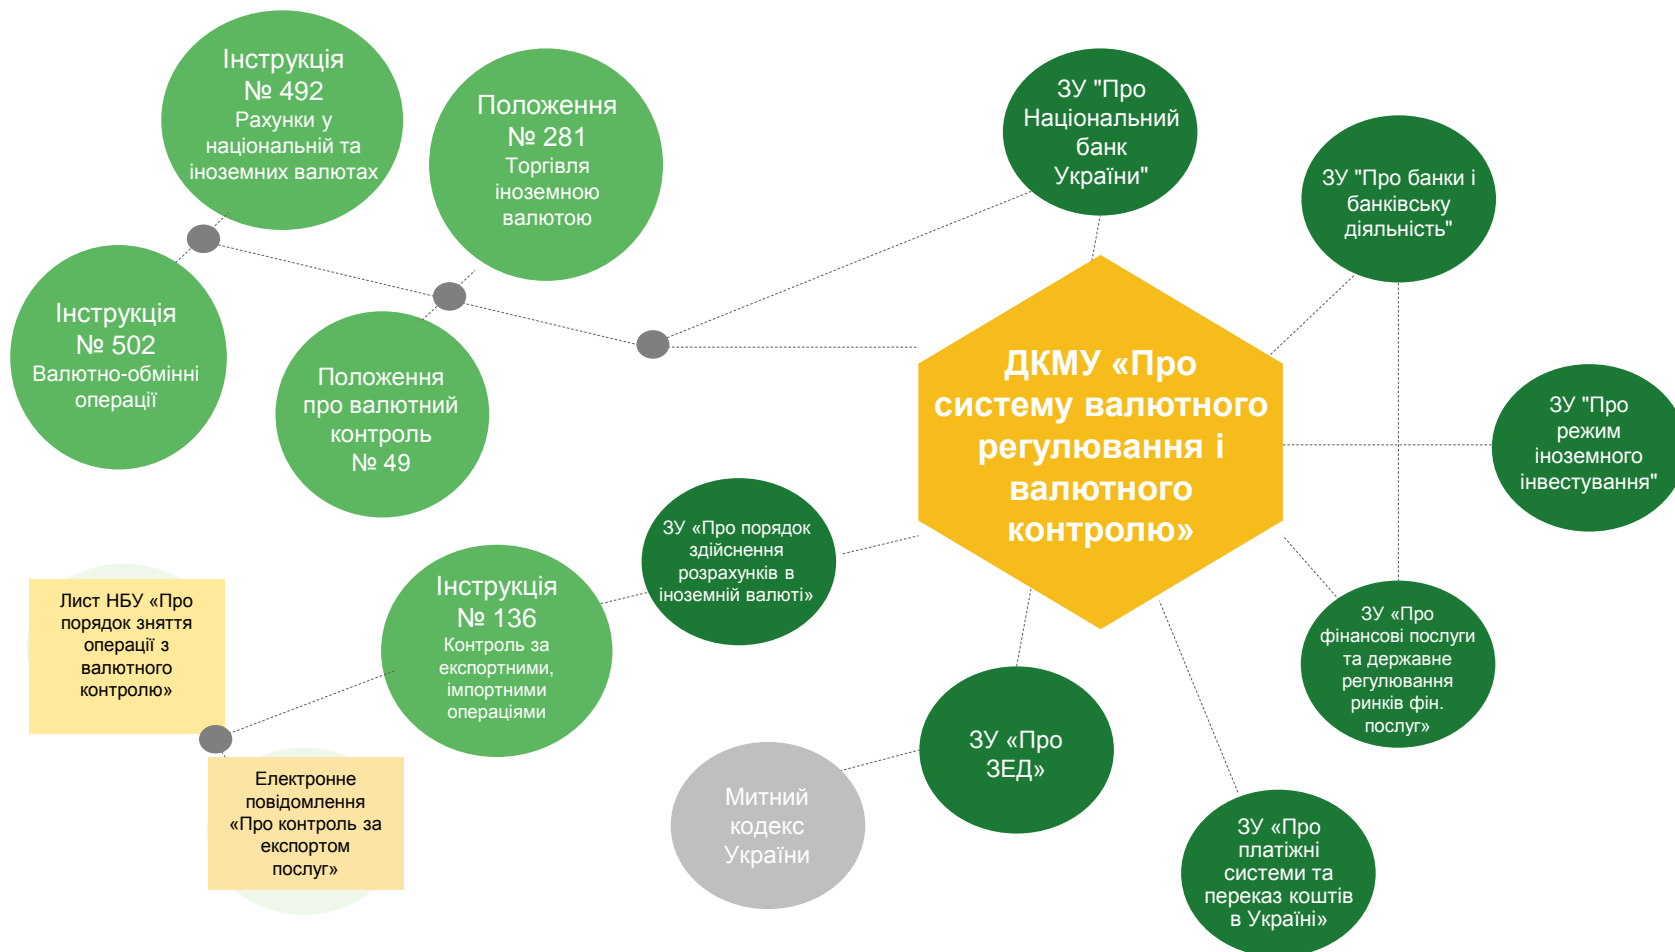 Інструкція
№ 492
Рахунки у
національній та
іноземних валютах
Положення
№ 281
Торгівля
іноземною
валютою
ЗУ "Про
Національний
банк
України"
ЗУ "Про банки і
банківську
діяльність"
Інструкція
№ 502
Валютно-обмінні
операції
Положення
про валютний
контроль
№ 49
ДКМУ «Про
систему валютного
регулювання і
валютного
контролю»
ЗУ "Про
режим
іноземного
інвестування"
ЗУ «Про порядок
здійснення
розрахунків в
іноземній валюті»
Інструкція
№ 136
Контроль за
експортними,
імпортними
операціями
Лист НБУ «Про
порядок зняття
операції з
валютного
контролю»
ЗУ «Про
фінансові послуги
та державне
регулювання
ринків фін.
послуг»
Електронне
повідомлення
«Про контроль за
експортом
послуг»
Митний
кодекс
України
ЗУ «Про
ЗЕД»
ЗУ «Про
платіжні
системи та
переказ коштів
в Україні»